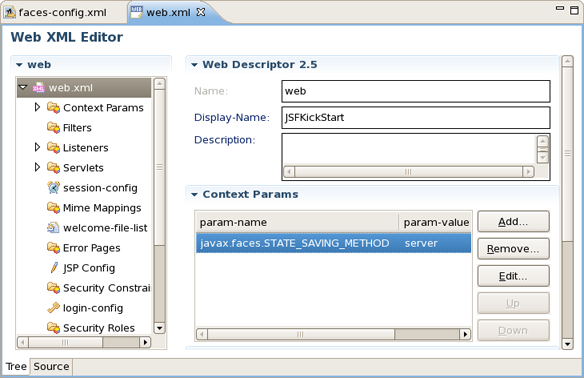 faces-config.xml
web.xml
Web XML Editor
web
web.xml
Context Params
Filters
Listeners
Servlets
session-config
Mime Mappings
welcome-file-list
Error Pages
JSP Config
Security Constrai
login-config
Security Roles
Web Descriptor 2.5
Name: web
Display-Name: JSFKickStart
Description:
Context Params
param-name param-value
javax.faces.STATE_SAVING_METHOD server
Add...
Remove...
Edit...
Up
Down
Tree Source